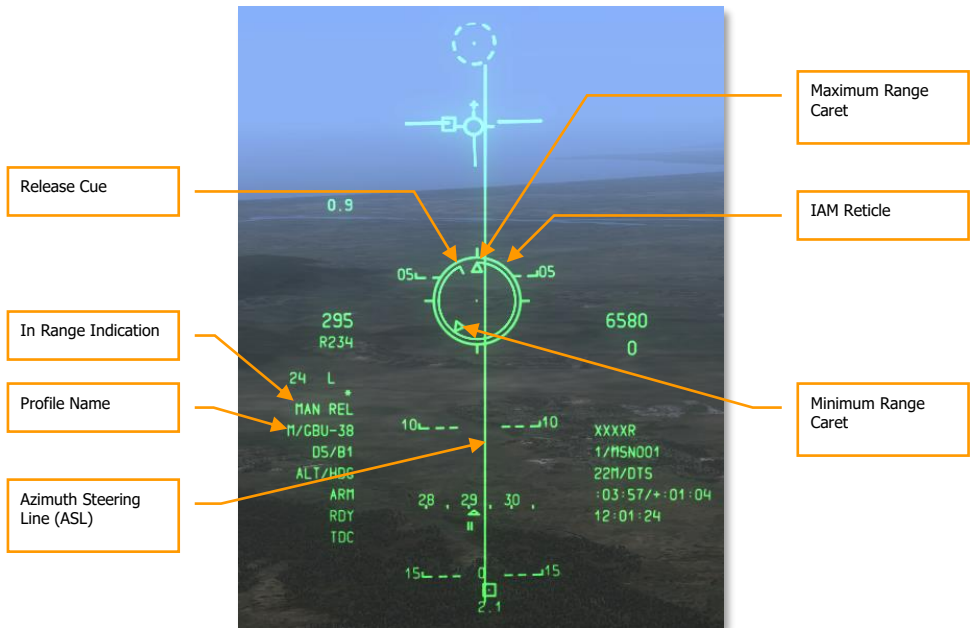 Maximum Range
Caret
Release Cue
0.9
IAM Reticle
05
05
In Range Indication
295
R234
6580
0
24 L
*
MAN REL
Profile Name
M/GBU-38
D5/B1
ALT/HDG
ARM
RDY
TDC
10
10
Minimum Range
Caret
XXXXR
1/MSN001
22M/DTS
:03:57/+:01:04
12:01:24
Azimuth Steering
Line (ASL)
28 . 29 . 30 .
15
0
15
2.1